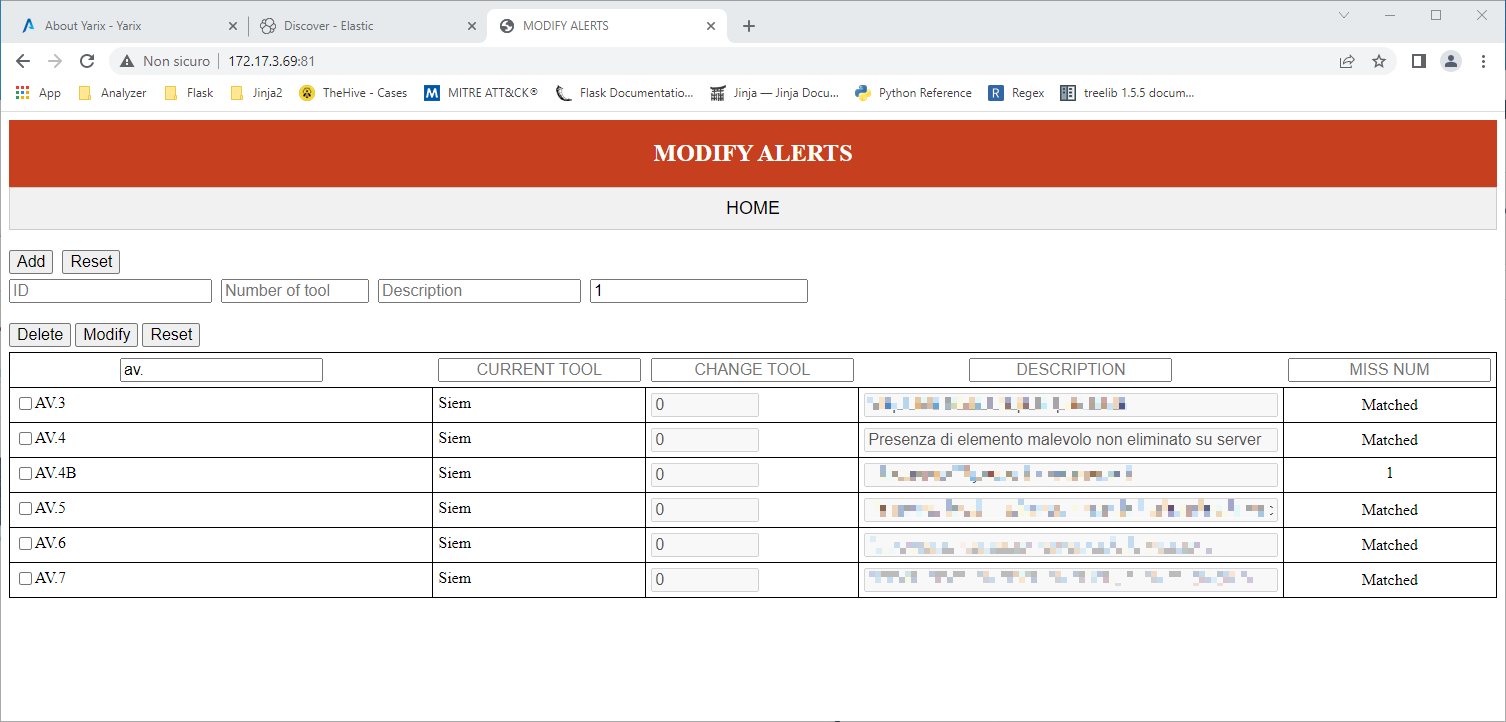 About Yarix - Yarix
Discover - Elastic
MODIFY ALERTS
Non sicuro 172.17.3.69:81
App Analyzer Flask Jinja2 TheHive - Cases MITRE ATT&CK® Flask Documentatio... Jinja — Jinja Docu... Python Reference Regex treelib 1.5.5 docum...
MODIFY ALERTS
HOME
Add Reset
ID Number of tool Description 1
Delete Modify Reset
av. CURRENT TOOL CHANGE TOOL DESCRIPTION MISS NUM
AV.3 Siem 0 Matched
AV.4 Siem 0 Presenza di elemento malevolo non eliminato su server Matched
AV.4B Siem 0 1
AV.5 Siem 0 Matched
AV.6 Siem 0 Matched
AV.7 Siem 0 Matched